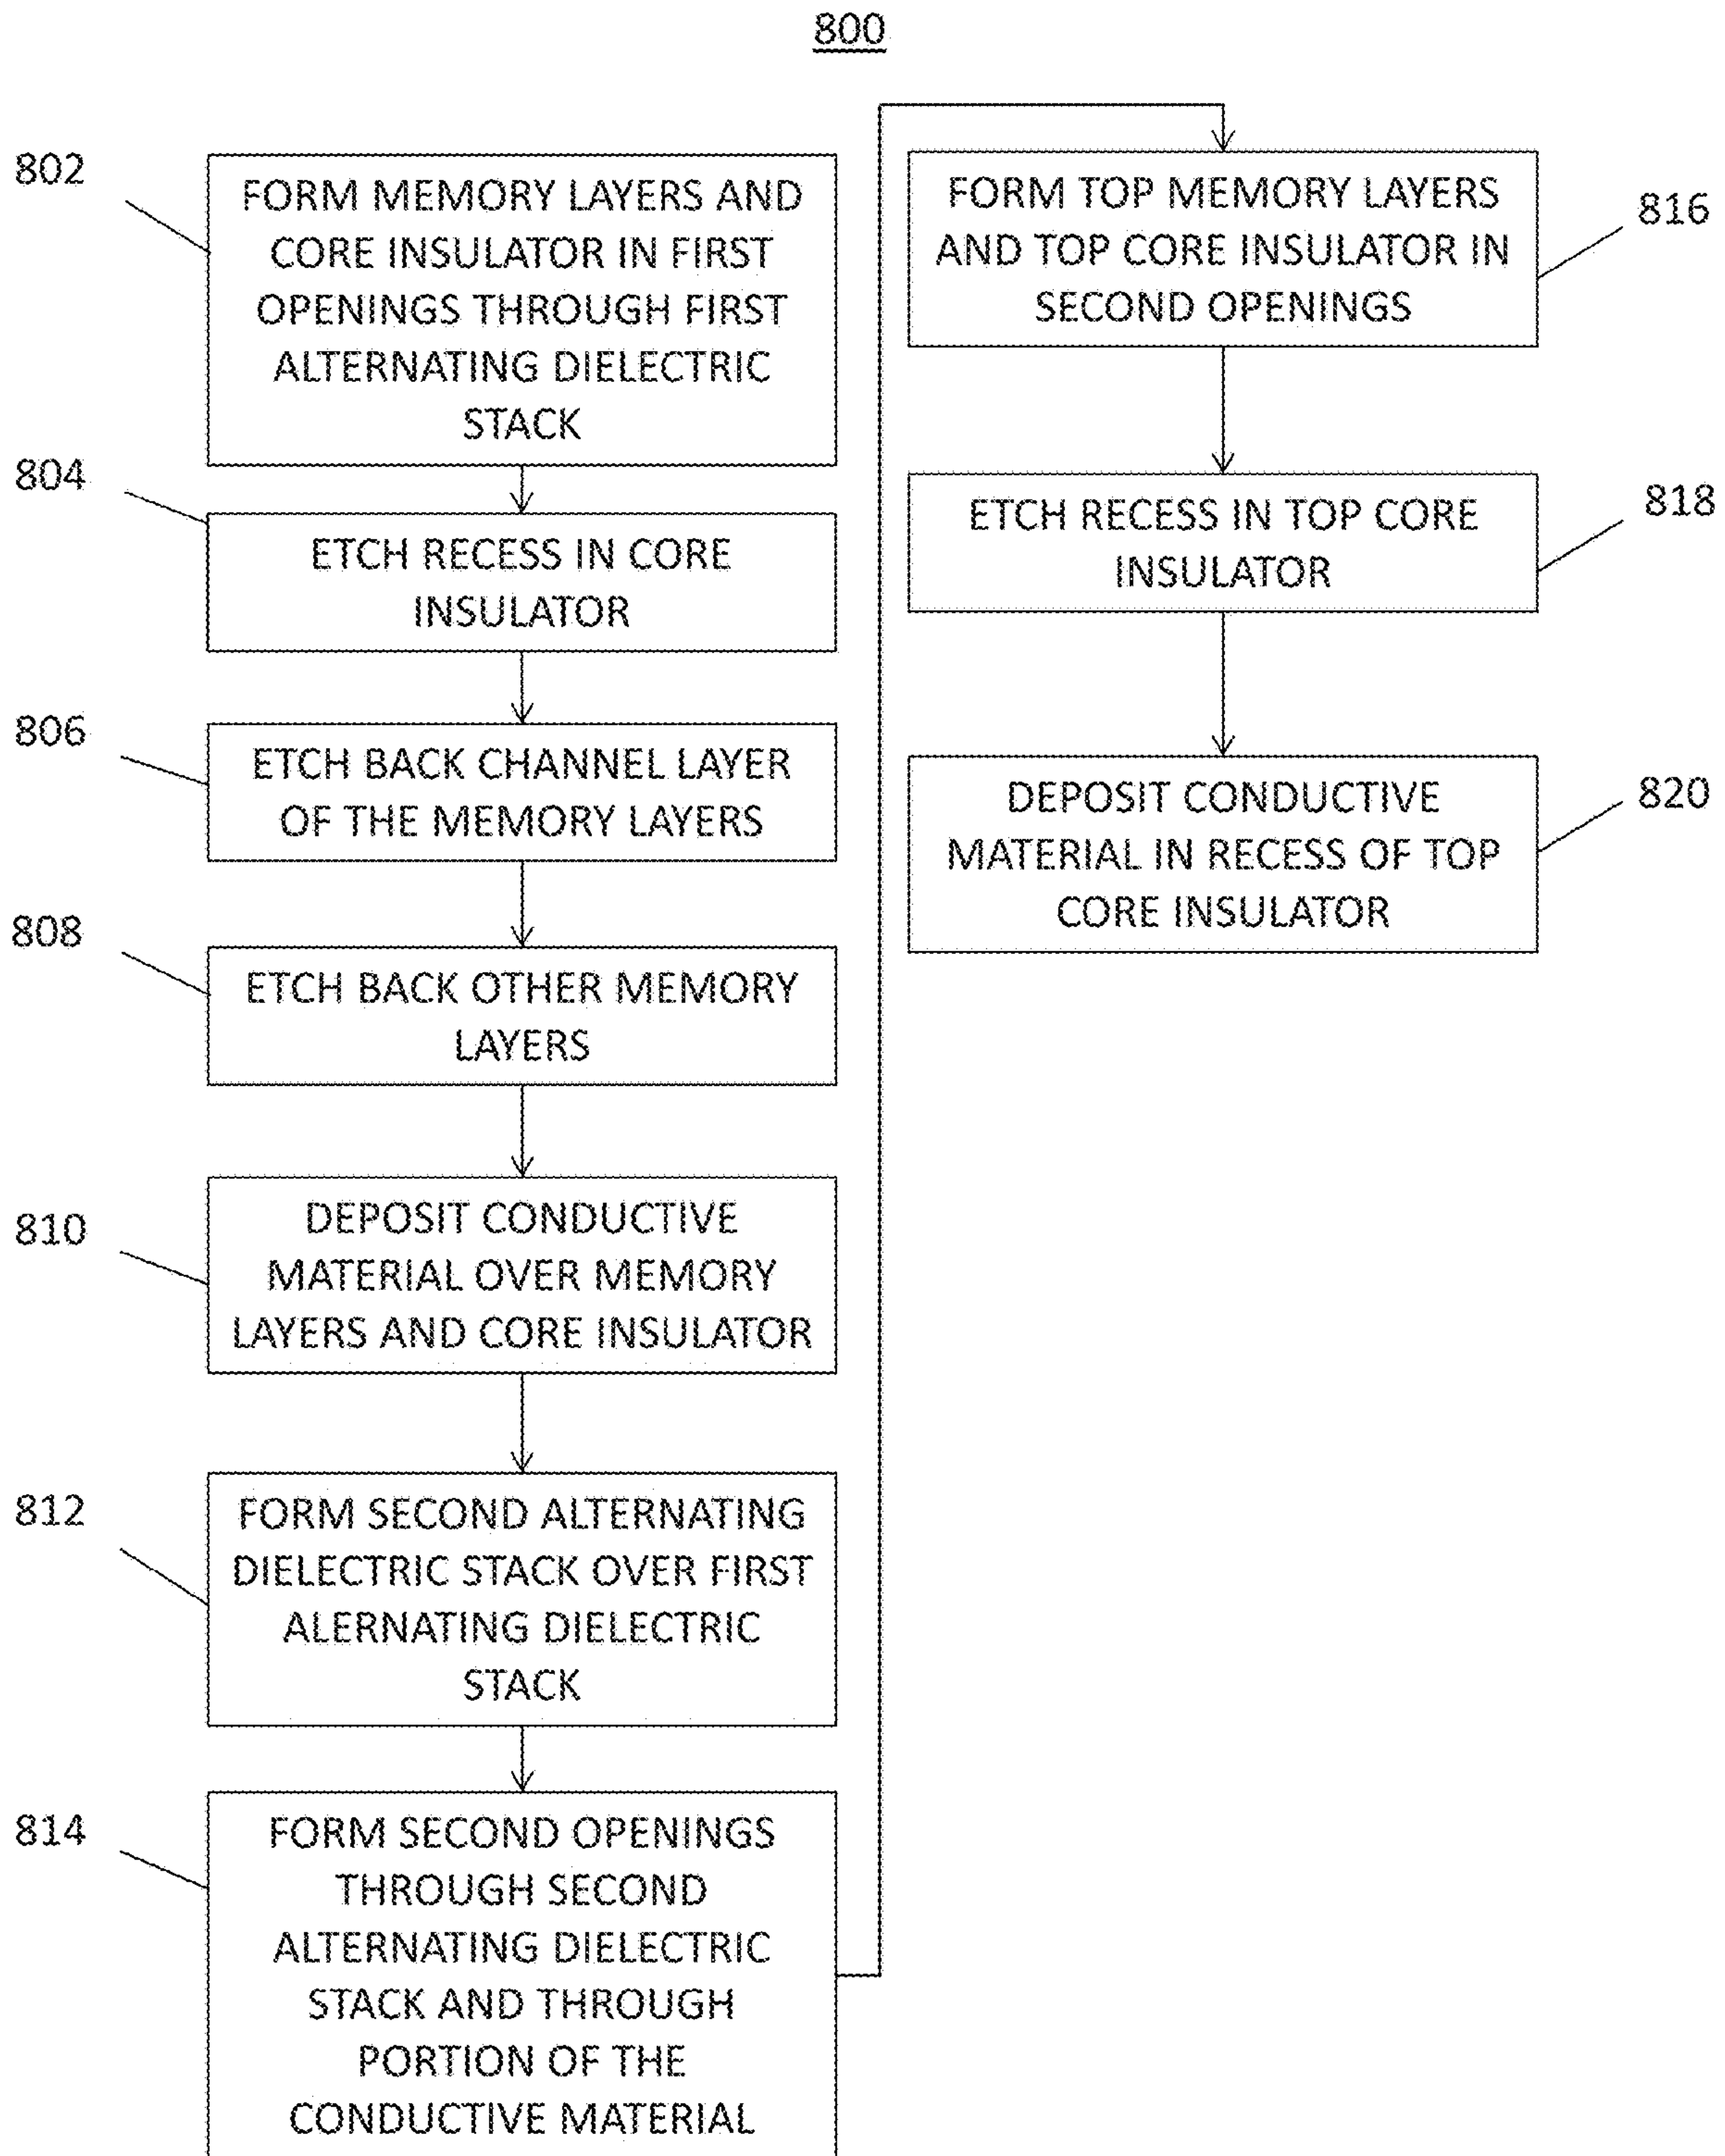 800
802
FORM MEMORY LAYERS AND
CORE INSULATOR IN FIRST
OPENINGS THROUGH FIRST
ALTERNATING DIELECTRIC
STACK
804
ETCH RECESS IN CORE
INSULATOR
806
ETCH BACK CHANNEL LAYER
OF THE MEMORY LAYERS
808
ETCH BACK OTHER MEMORY
LAYERS
810
DEPOSIT CONDUCTIVE
MATERIAL OVER MEMORY
LAYERS AND CORE INSULATOR
812
FORM SECOND ALTERNATING
DIELECTRIC STACK OVER FIRST
ALERNATING DIELECTRIC
STACK
814
FORM SECOND OPENINGS
THROUGH SECOND
ALTERNATING DIELECTRIC
STACK AND THROUGH
PORTION OF THE
CONDUCTIVE MATERIAL
FORM TOP MEMORY LAYERS
AND TOP CORE INSULATOR IN
SECOND OPENINGS
816
ETCH RECESS IN TOP CORE
INSULATOR
818
DEPOSIT CONDUCTIVE
MATERIAL IN RECESS OF TOP
CORE INSULATOR
820